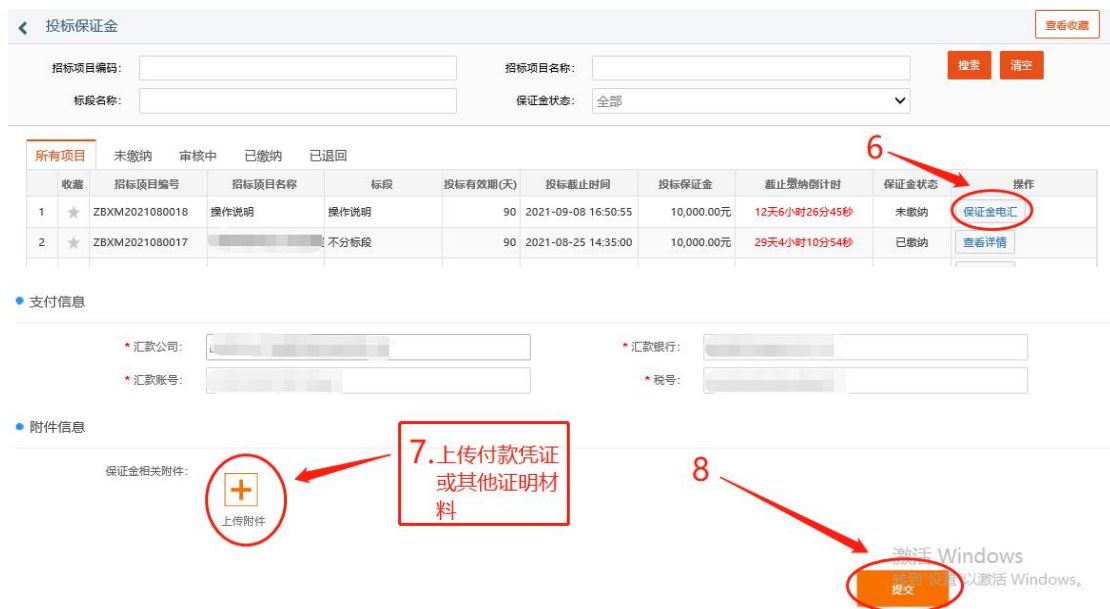 投标保证金
查看收藏
招标项目编码:
招标项目名称:
搜索
清空
标段名称:
保证金状态: 全部
所有项目 未缴纳 审核中 已缴纳 已退回
6
收藏 招标项目编号 招标项目名称 标段 投标有效期(天) 投标截止时间 投标保证金 截止缴纳倒计时 保证金状态 操作
1 ZBXM2021080018 操作说明 操作说明 90 2021-09-08 16:50:55 10,000.00元 12天6小时26分45秒 未缴纳 保证金电汇
2 ZBXM2021080017 不分标段 90 2021-08-25 14:35:00 10,000.00元 29天4小时10分54秒 已缴纳 查看详情
支付信息
* 汇款公司:
* 汇款银行:
* 汇款账号:
* 税号:
附件信息
保证金相关附件:
上传附件
7.上传付款凭证
或其他证明材
料
8
激活 Windows
转到"设置"以激活 Windows。
提交